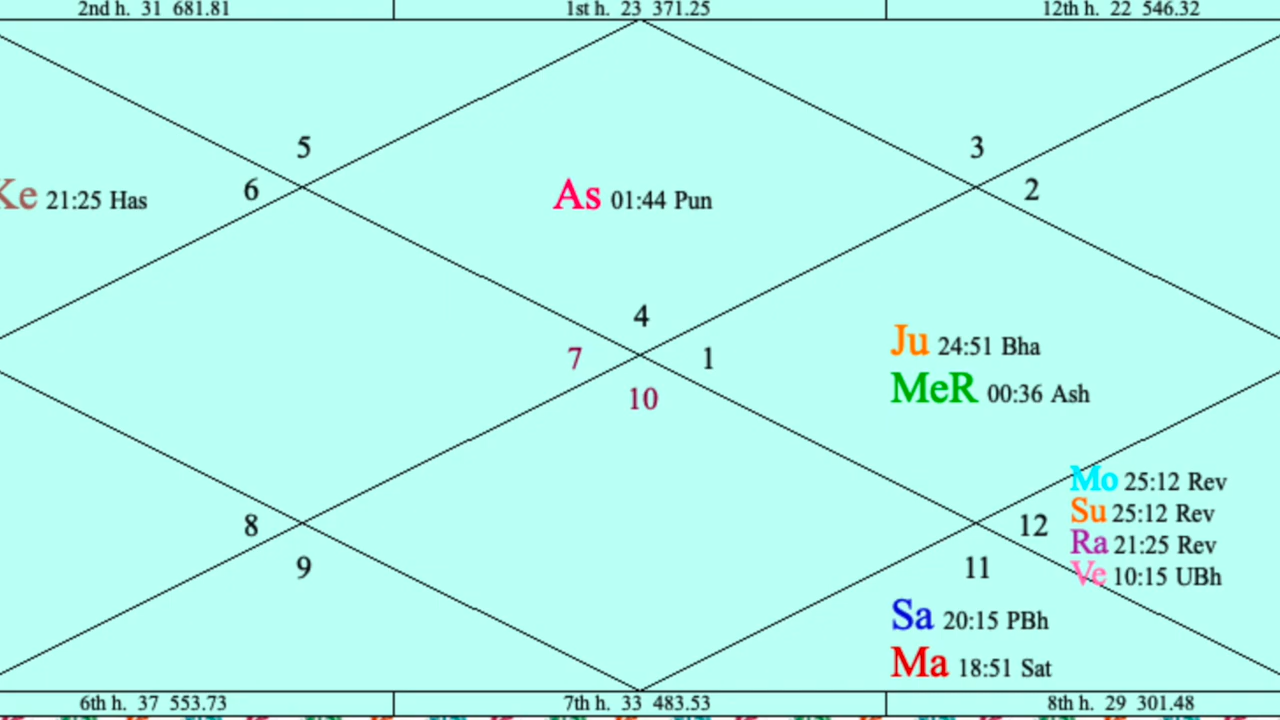 2nd h. 31 681.81
1st h. 23 371.25
12th h. 22 546.32
5
3
Ke 21:25 Has
6
As 01:44 Pun
2
4
7
1
10
Ju 24:51 Bha
MeR 00:36 Ash
Mo 25:12 Rev
Su 25:12 Rev
Ra 21:25 Rev
Ve 10:15 UBh
8
12
9
11
Sa 20:15 PBh
Ma 18:51 Sat
6th h. 37 553.73
7th h. 33 483.53
8th h. 29 301.48